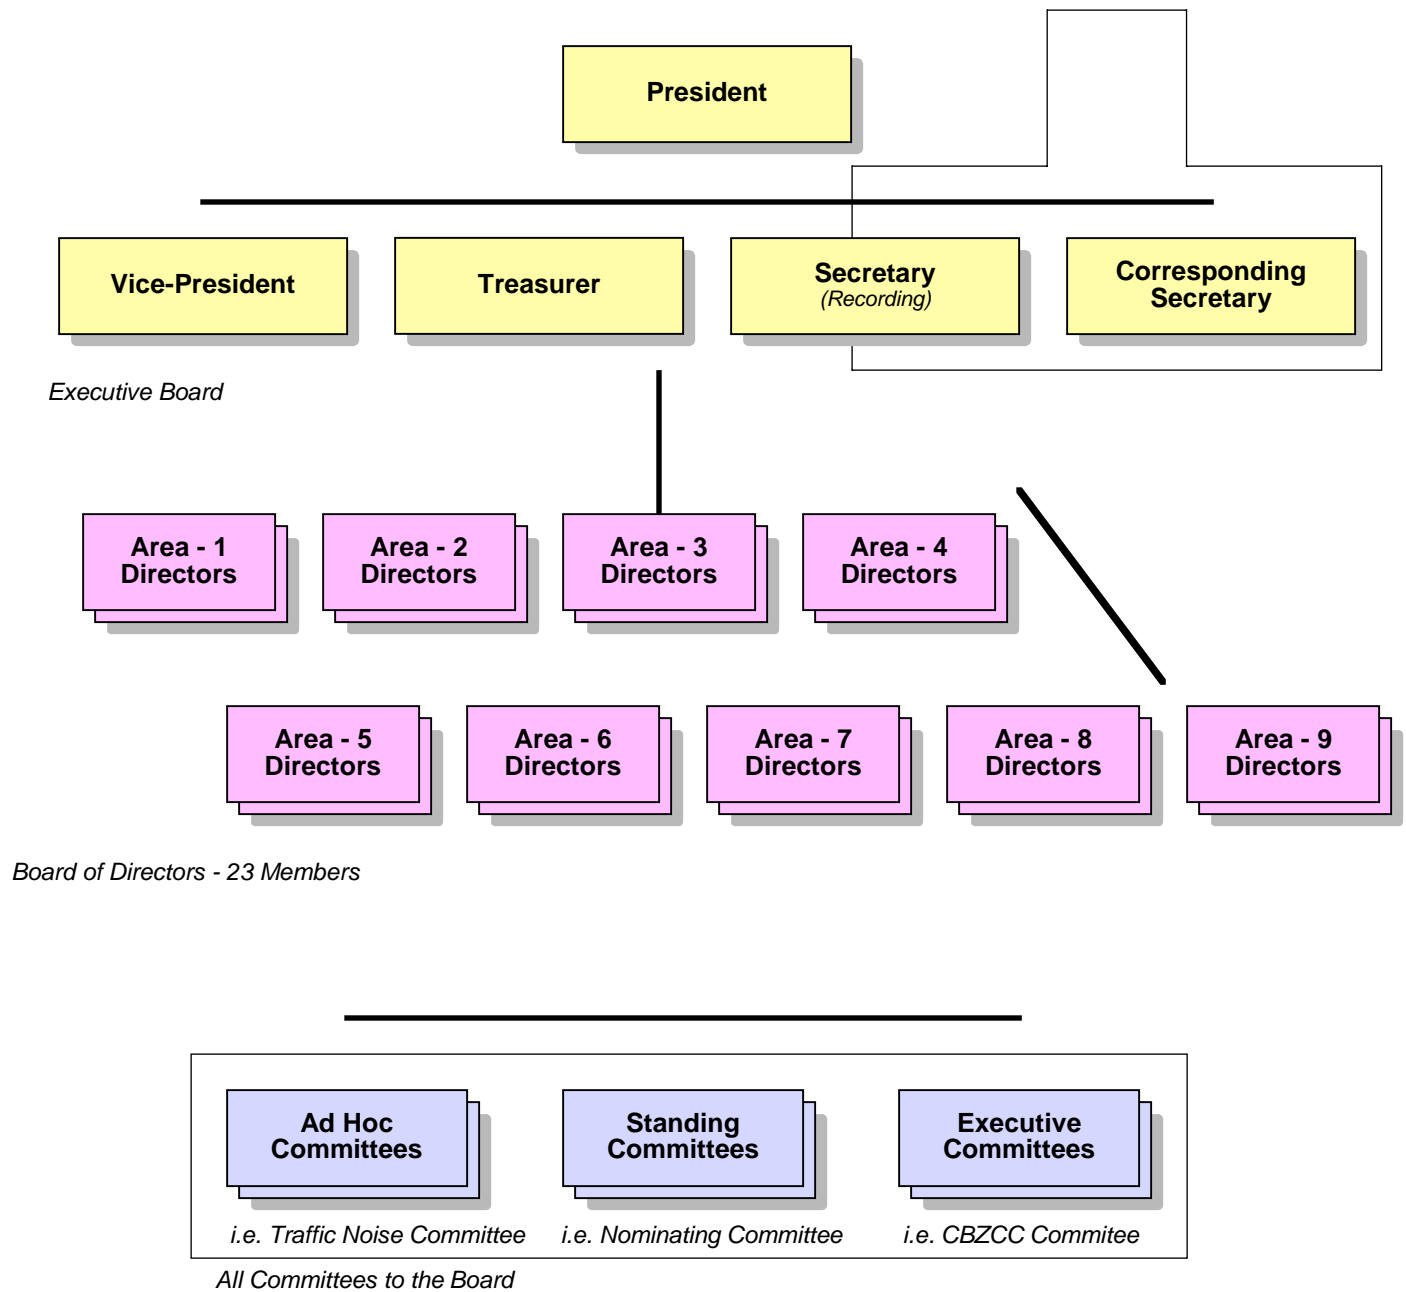 President
Vice-President
Treasurer
Secretary
(Recording)
Corresponding
Secretary
Executive Board
Area - 1
Directors
Area - 2
Directors
Area - 3
Directors
Area - 4
Directors
Area - 5
Directors
Area - 6
Directors
Area - 7
Directors
Area - 8
Directors
Area - 9
Directors
Board of Directors - 23 Members
Ad Hoc
Committees
Standing
Committees
Executive
Committees
i.e. Traffic Noise Committee
i.e. Nominating Committee
i.e. CBZCC Commitee
All Committees to the Board